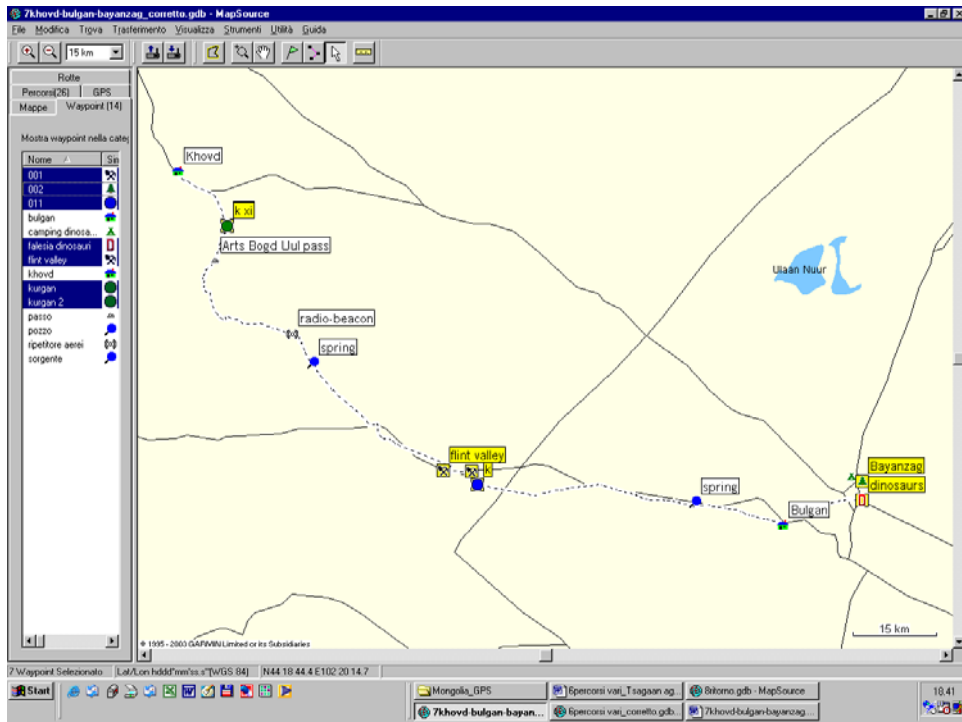 7khovd-bulgan-bayanzag_corretto.gdb - MapSource
File Modifica Trova Trasferimento Visualizza Strumenti Utilità Guida
15 km
Rotte
Percorsi(26) GPS
Mappe Waypoint (14)
Mostra waypoint nella categ
Nome Sin
001
002
011
bulgan
camping dinosa...
falesia dinosauri
flint valley
khovd
kurgan
kurgan 2
passo
pozzo
ripetitore aerei
sorgente
Khovd
k xi
Arts Bogd Uul pass
radio-beacon
spring
Ulaan Nuur
flint valley
k
spring
Bulgan
Bayanzag
dinosaurs
15 km
© 1995 - 2003 GARMIN Limited or its Subsidiaries
7 Waypoint Selezionato Lat/Lon hddd°mm'ss.s"(WGS 84) N44 18 44.4 E102 20 14.7
Start
Mongolia_GPS 6percorsi vari_Tsagaan ag... 8ritorno.gdb - MapSource
7khovd-bulgan-bayan... 6percorsi vari_corretto.gdb... 7khovd-bulgan-bayanzag...
18.41